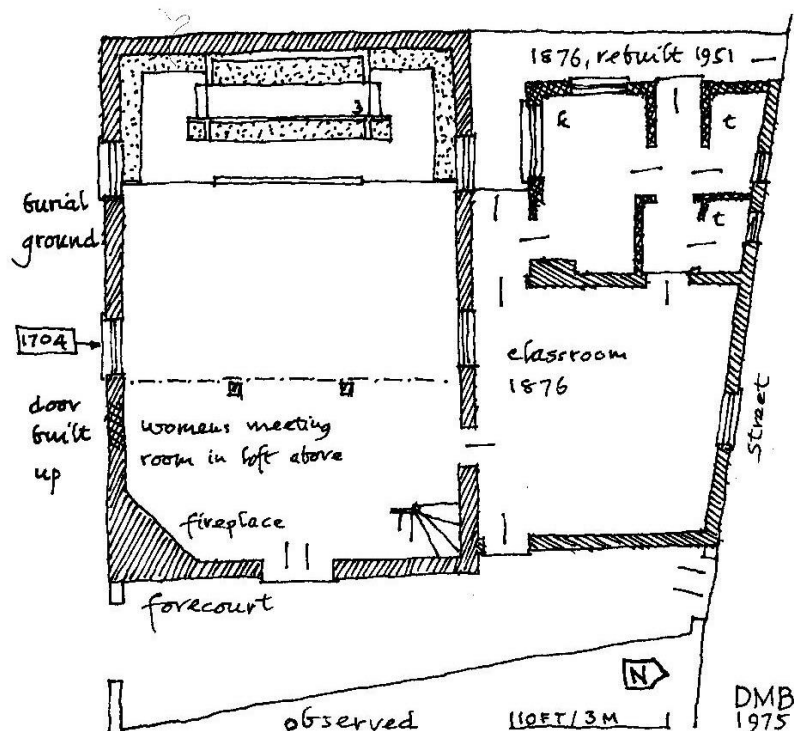 1876, rebuilt 1951
3
k
t
burial
ground
t
1704
classroom
1876
door
built
up
womens meeting
room in loft above
Street
fireplace
forecourt
N
observed
10FT/3M
DMB
1975